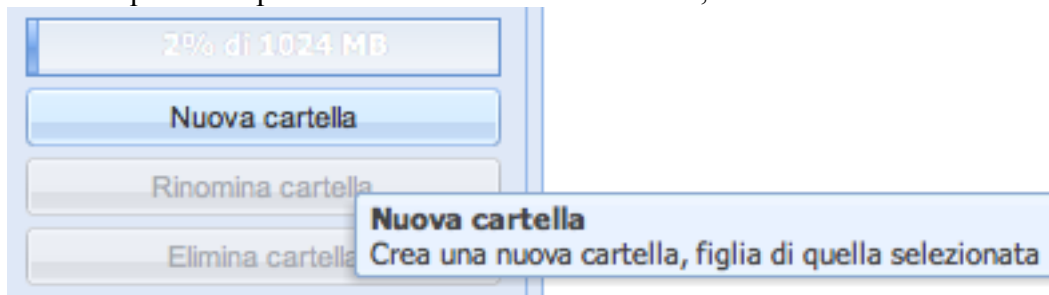 2% di 1024 MB
Nuova cartella
Rinomina cartella
Nuova cartella
Crea una nuova cartella, figlia di quella selezionata
Elimina cartella